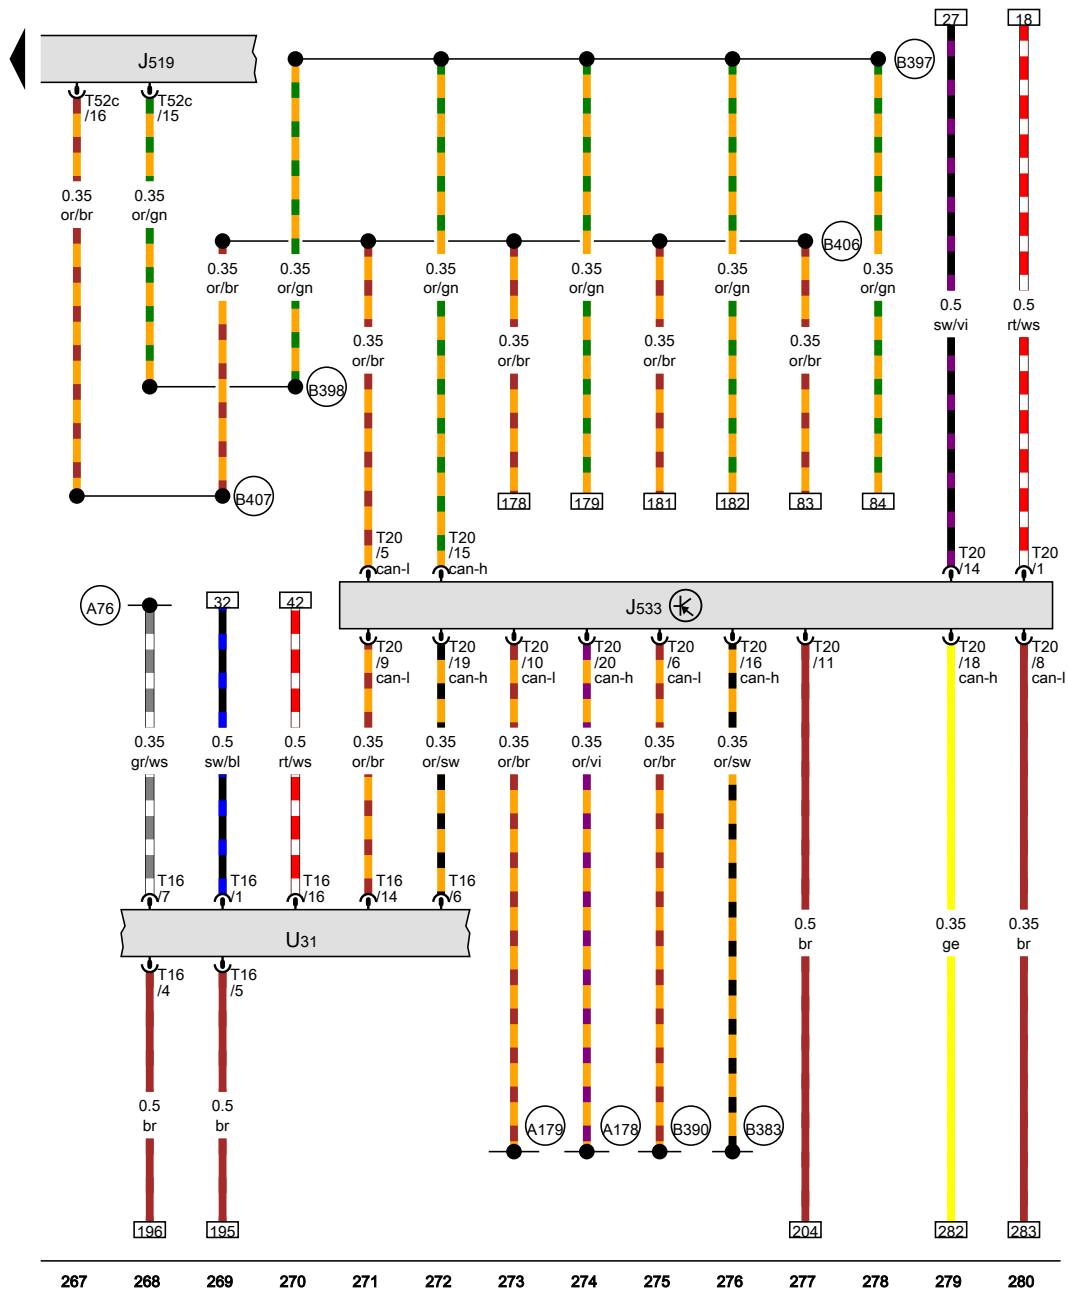 27
18
J519
B397
T52c
/16
T52c
/15
0.35
or/br
0.35
or/gn
B406
0.35
or/br
0.35
or/gn
0.35
or/gn
0.35
or/gn
0.35
or/gn
0.35
or/gn
0.5
sw/vi
0.5
rt/ws
0.35
or/br
0.35
or/br
0.35
or/br
0.35
or/br
B398
B407
178
179
181
182
83
84
T20
/5
can-l
T20
/15
can-h
T20
/14
T20
/1
A76
32
42
J533
T20
/9
can-l
T20
/19
can-h
T20
/10
can-l
T20
/20
can-h
T20
/6
can-l
T20
/16
can-h
T20
/11
T20
/18
can-h
T20
/8
can-l
0.35
gr/ws
0.5
sw/bl
0.5
rt/ws
0.35
or/br
0.35
or/sw
0.35
or/br
0.35
or/vi
0.35
or/br
0.35
or/sw
T16
/7
T16
/1
T16
/16
T16
/14
T16
/6
U31
0.5
br
0.35
ge
0.35
br
T16
/4
T16
/5
0.5
br
0.5
br
A179
A178
B390
B383
196
195
204
282
283
267 268 269 270 271 272 273 274 275 276 277 278 279 280